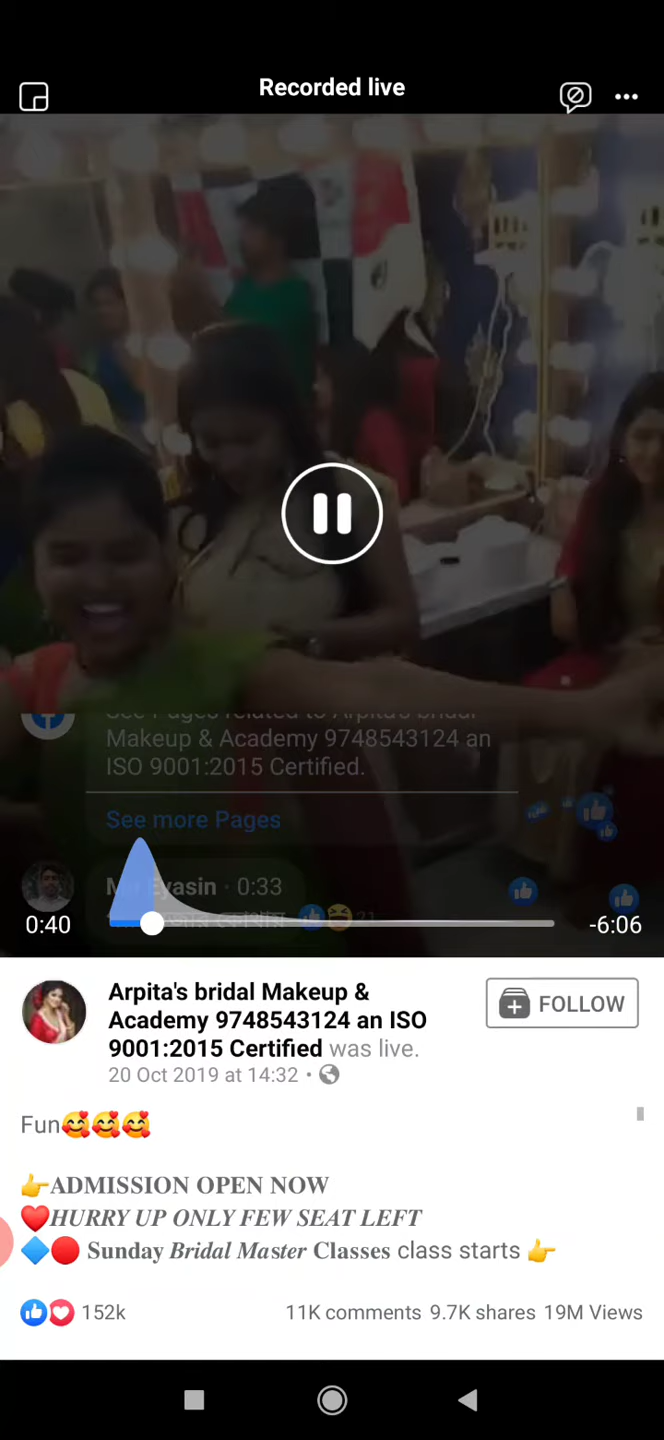 Recorded live
Makeup & Academy 9748543124 an
ISO 9001:2015 Certified.
See more Pages
Eyasin · 0:33
0:40
-6:06
Arpita's bridal Makeup &
Academy 9748543124 an ISO
9001:2015 Certified was live.
FOLLOW
20 Oct 2019 at 14:32 •
Fun🥰🥰🥰
👉ADMISSION OPEN NOW
❤️HURRY UP ONLY FEW SEAT LEFT
🔷🔴 Sunday Bridal Master Classes class starts 👉
152k
11K comments 9.7K shares 19M Views